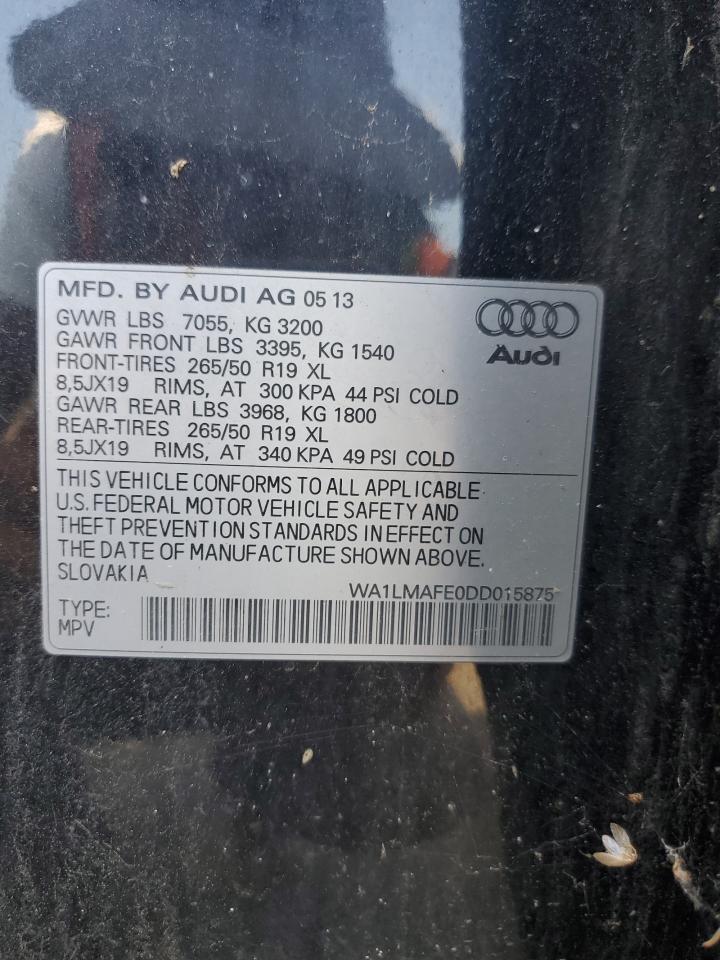 MFD. BY AUDI AG 05 13
GVWR LBS 7055, KG 3200
GAWR FRONT LBS 3395, KG 1540
FRONT-TIRES 265/50 R19 XL
8,5JX19 RIMS, AT 300 KPA 44 PSI COLD
GAWR REAR LBS 3968, KG 1800
REAR-TIRES 265/50 R19 XL
8,5JX19 RIMS, AT 340 KPA 49 PSI COLD
Audi
THIS VEHICLE CONFORMS TO ALL APPLICABLE
U.S. FEDERAL MOTOR VEHICLE SAFETY AND
THEFT PREVENTION STANDARDS IN EFFECT ON
THE DATE OF MANUFACTURE SHOWN ABOVE.
SLOVAKIA
WA1LMAFE0DD015875
TYPE:
MPV